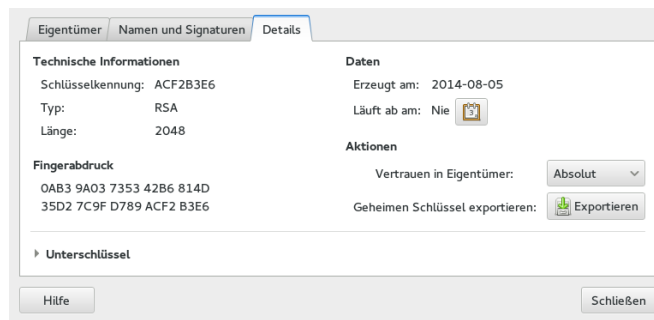 Eigentümer Namen und Signaturen Details
Technische Informationen
Schlüsselkennung: ACF2B3E6
Typ: RSA
Länge: 2048
Fingerabdruck
0AB3 9A03 7353 42B6 814D
35D2 7C9F D789 ACF2 B3E6
Daten
Erzeugt am: 2014-08-05
Läuft ab am: Nie
Aktionen
Vertrauen in Eigentümer: Absolut
Geheimen Schlüssel exportieren: Exportieren
Unterschlüssel
Hilfe Schließen